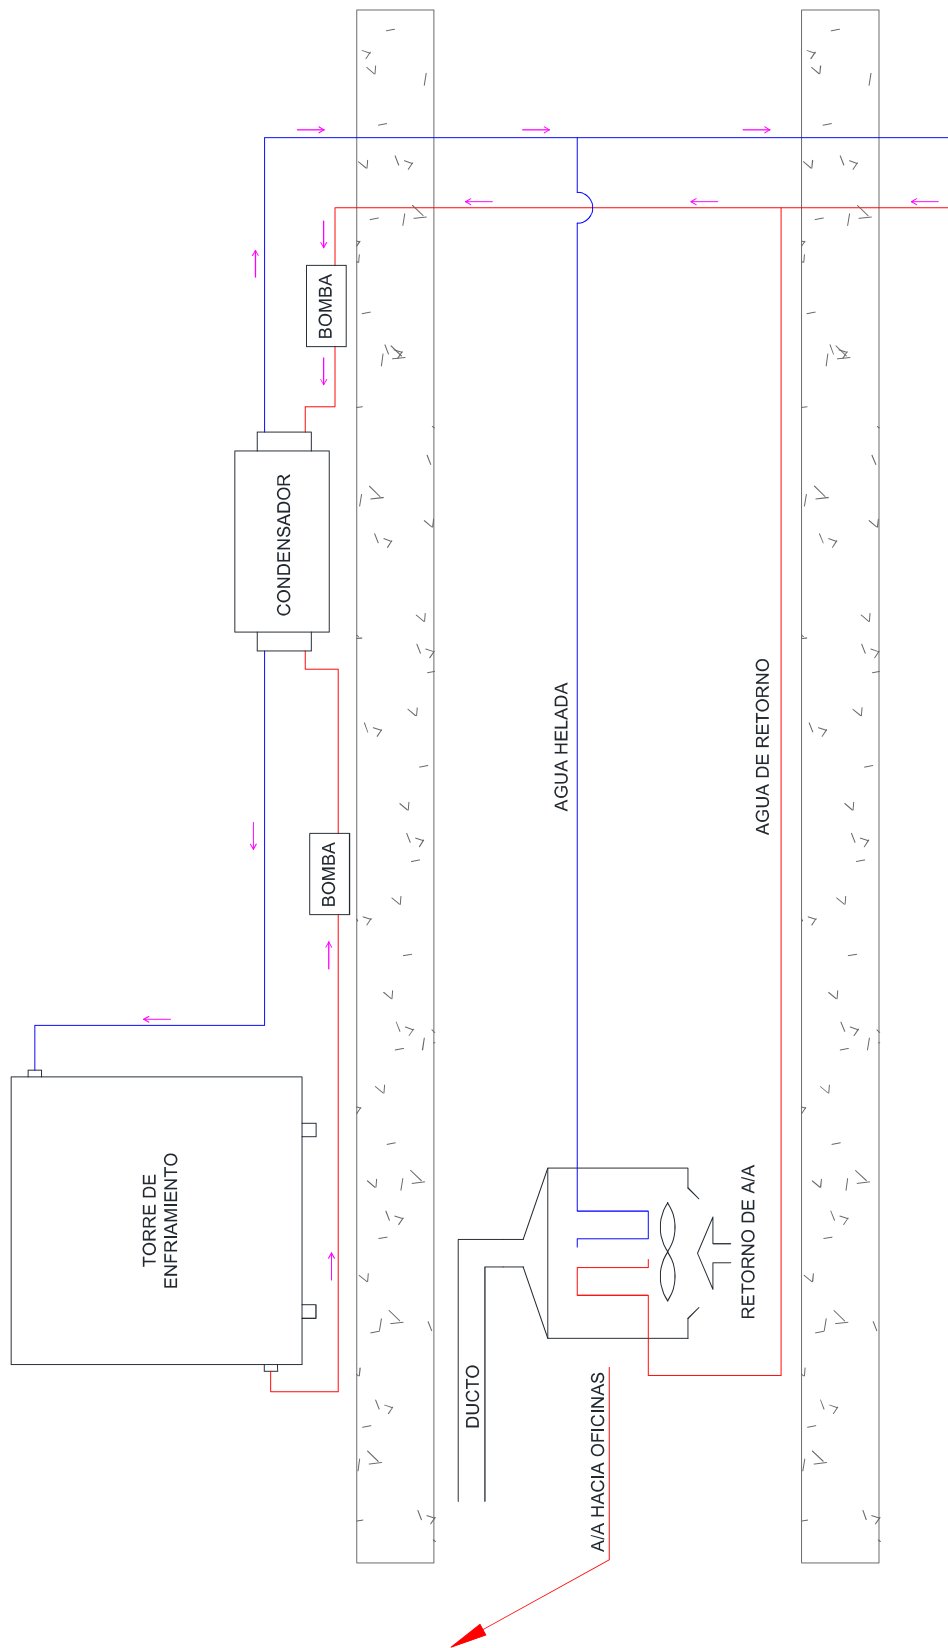 BOMBA
CONDENSADOR
BOMBA
TORRE DE
ENFRIAMIENTO
AGUA HELADA
AGUA DE RETORNO
RETORNO DE A/A
DUCTO
A/A HACIA OFICINAS